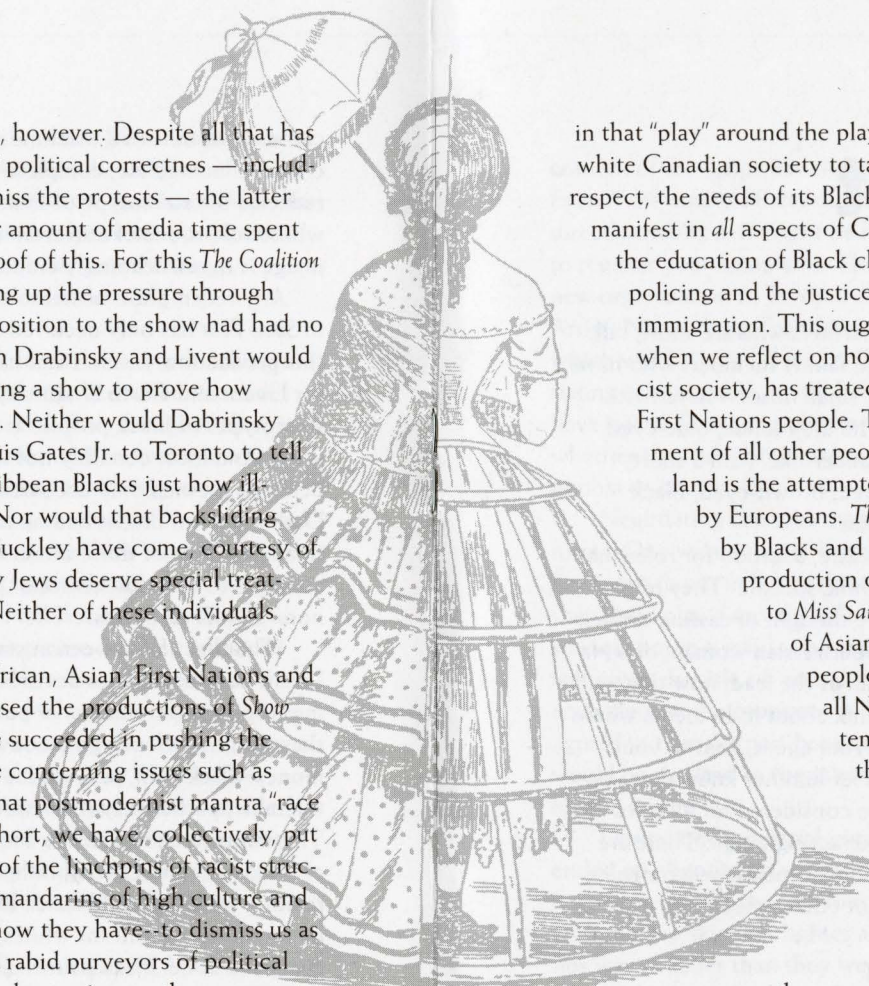 , however. Despite all that has
political correctnes — includ-
miss the protests — the latter
r amount of media time spent
oof of this. For this The Coalition
ng up the pressure through
position to the show had had no
n Drabinsky and Livent would
ing a show to prove how
. Neither would Dabrinsky
uis Gates Jr. to Toronto to tell
ibbean Blacks just how ill-
Nor would that backsliding
uckley have come, courtesy of
y Jews deserve special treat-
Neither of these individuals
rican, Asian, First Nations and
sed the productions of Show
e succeeded in pushing the
e concerning issues such as
hat postmodernist mantra "race
short, we have, collectively, put
of the linchpins of racist struc-
mandarins of high culture and
now they have--to dismiss us as
rabid purveyors of political
in that "play" around the play
white Canadian society to ta
respect, the needs of its Black
manifest in all aspects of C
the education of Black ch
policing and the justice
immigration. This oug
when we reflect on ho
cist society, has treated
First Nations people. T
ment of all other peo
land is the attempte
by Europeans. Th
by Blacks and
production o
to Miss Sai
of Asian
people
all N
tem
th